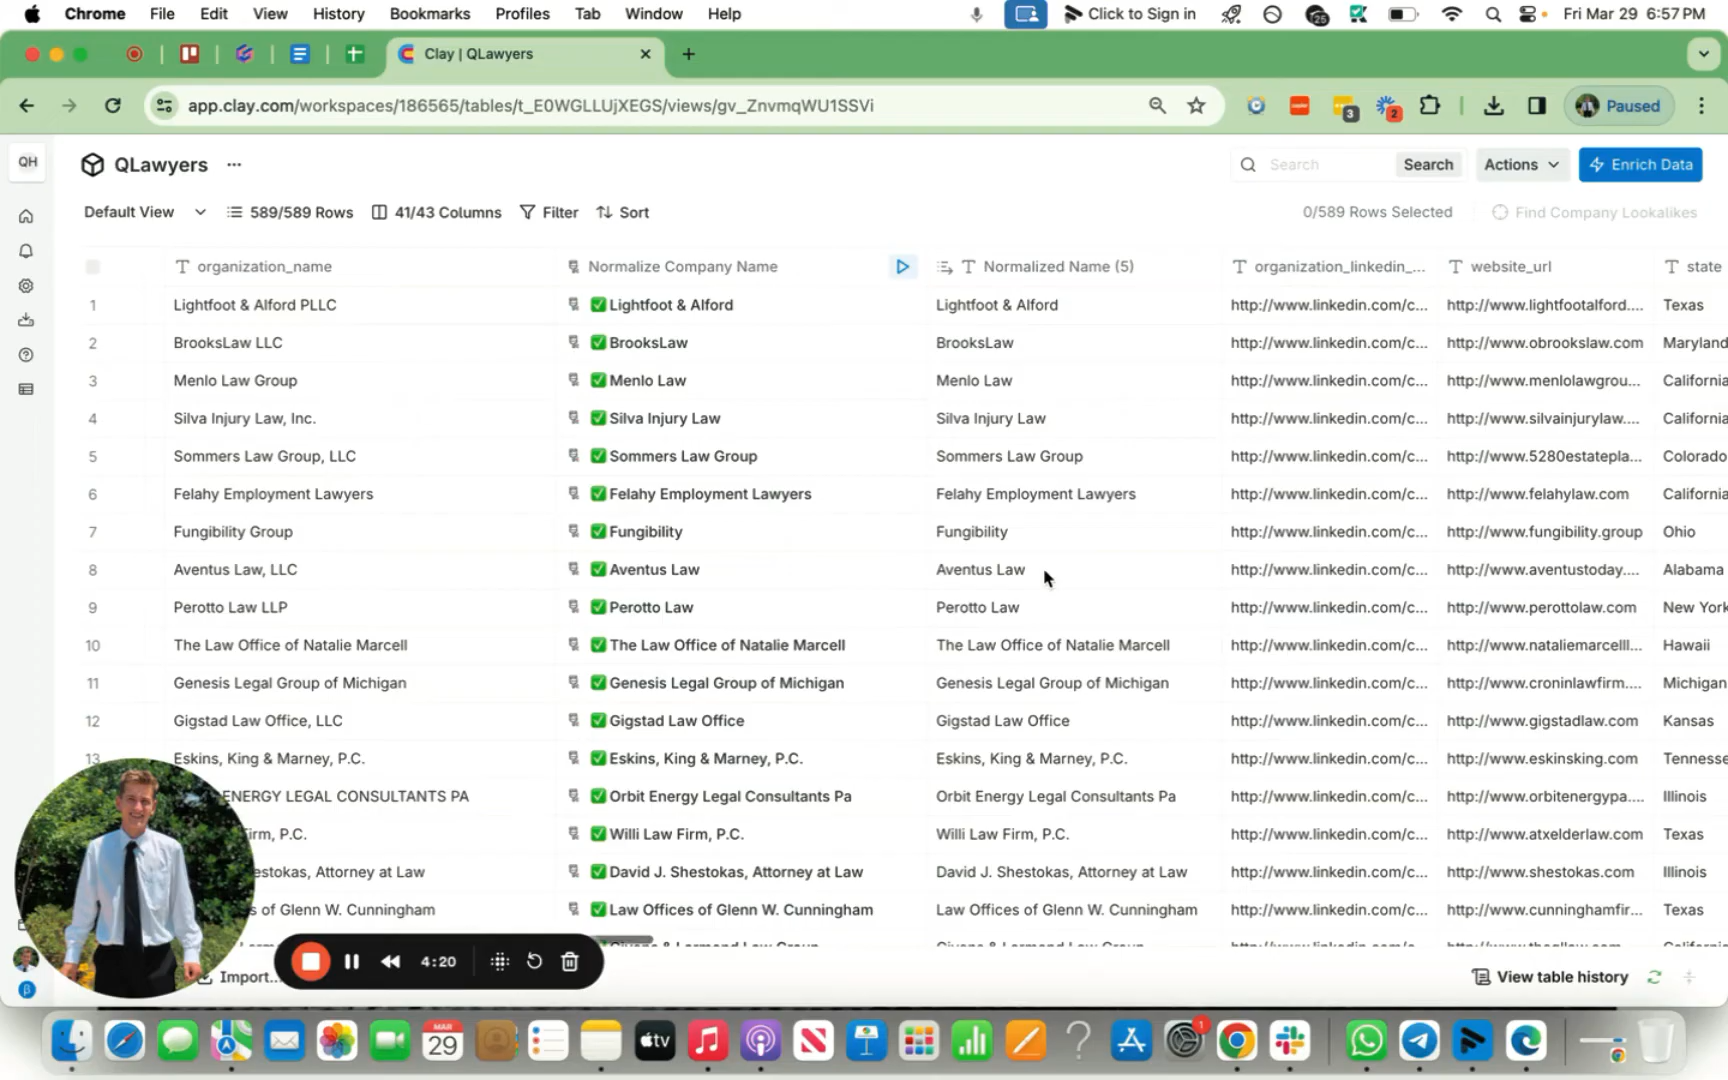 Chrome File Edit View History Bookmarks Profiles Tab Window Help Click to Sign in 25 Fri Mar 29 6:57 PM
Clay | QLawyers
app.clay.com/workspaces/186565/tables/t_E0WGLLUjXEGS/views/gv_ZnvmqWU1SSVi 3 2 Paused
QH QLawyers ... Search Search Actions Enrich Data
Default View 589/589 Rows 41/43 Columns Filter Sort 0/589 Rows Selected Find Company Lookalikes
organization_name Normalize Company Name Normalized Name (5) organization_linkedin_... website_url state
1 Lightfoot & Alford PLLC Lightfoot & Alford Lightfoot & Alford http://www.linkedin.com/c... http://www.lightfootalford.... Texas
2 BrooksLaw LLC BrooksLaw BrooksLaw http://www.linkedin.com/c... http://www.obrookslaw.com Maryland
3 Menlo Law Group Menlo Law Menlo Law http://www.linkedin.com/c... http://www.menlolawgrou... California
4 Silva Injury Law, Inc. Silva Injury Law Silva Injury Law http://www.linkedin.com/c... http://www.silvainjurylaw.... California
5 Sommers Law Group, LLC Sommers Law Group Sommers Law Group http://www.linkedin.com/c... http://www.5280estatepla... Colorado
6 Felahy Employment Lawyers Felahy Employment Lawyers Felahy Employment Lawyers http://www.linkedin.com/c... http://www.felahylaw.com California
7 Fungibility Group Fungibility Fungibility http://www.linkedin.com/c... http://www.fungibility.group Ohio
8 Aventus Law, LLC Aventus Law Aventus Law http://www.linkedin.com/c... http://www.aventustoday.... Alabama
9 Perotto Law LLP Perotto Law Perotto Law http://www.linkedin.com/c... http://www.perottolaw.com New York
10 The Law Office of Natalie Marcell The Law Office of Natalie Marcell The Law Office of Natalie Marcell http://www.linkedin.com/c... http://www.nataliemarcelll... Hawaii
11 Genesis Legal Group of Michigan Genesis Legal Group of Michigan Genesis Legal Group of Michigan http://www.linkedin.com/c... http://www.croninlawfirm.... Michigan
12 Gigstad Law Office, LLC Gigstad Law Office Gigstad Law Office http://www.linkedin.com/c... http://www.gigstadlaw.com Kansas
13 Eskins, King & Marney, P.C. Eskins, King & Marney, P.C. Eskins, King & Marney, P.C. http://www.linkedin.com/c... http://www.eskinsking.com Tennesse
ENERGY LEGAL CONSULTANTS PA Orbit Energy Legal Consultants Pa Orbit Energy Legal Consultants Pa http://www.linkedin.com/c... http://www.orbitenergypa.... Illinois
irm, P.C. Willi Law Firm, P.C. Willi Law Firm, P.C. http://www.linkedin.com/c... http://www.atxelderlaw.com Texas
estokas, Attorney at Law David J. Shestokas, Attorney at Law David J. Shestokas, Attorney at Law http://www.linkedin.com/c... http://www.shestokas.com Illinois
s of Glenn W. Cunningham Law Offices of Glenn W. Cunningham Law Offices of Glenn W. Cunningham http://www.linkedin.com/c... http://www.cunninghamfir... Texas
4:20
Import... View table history
tv MAR 29 1